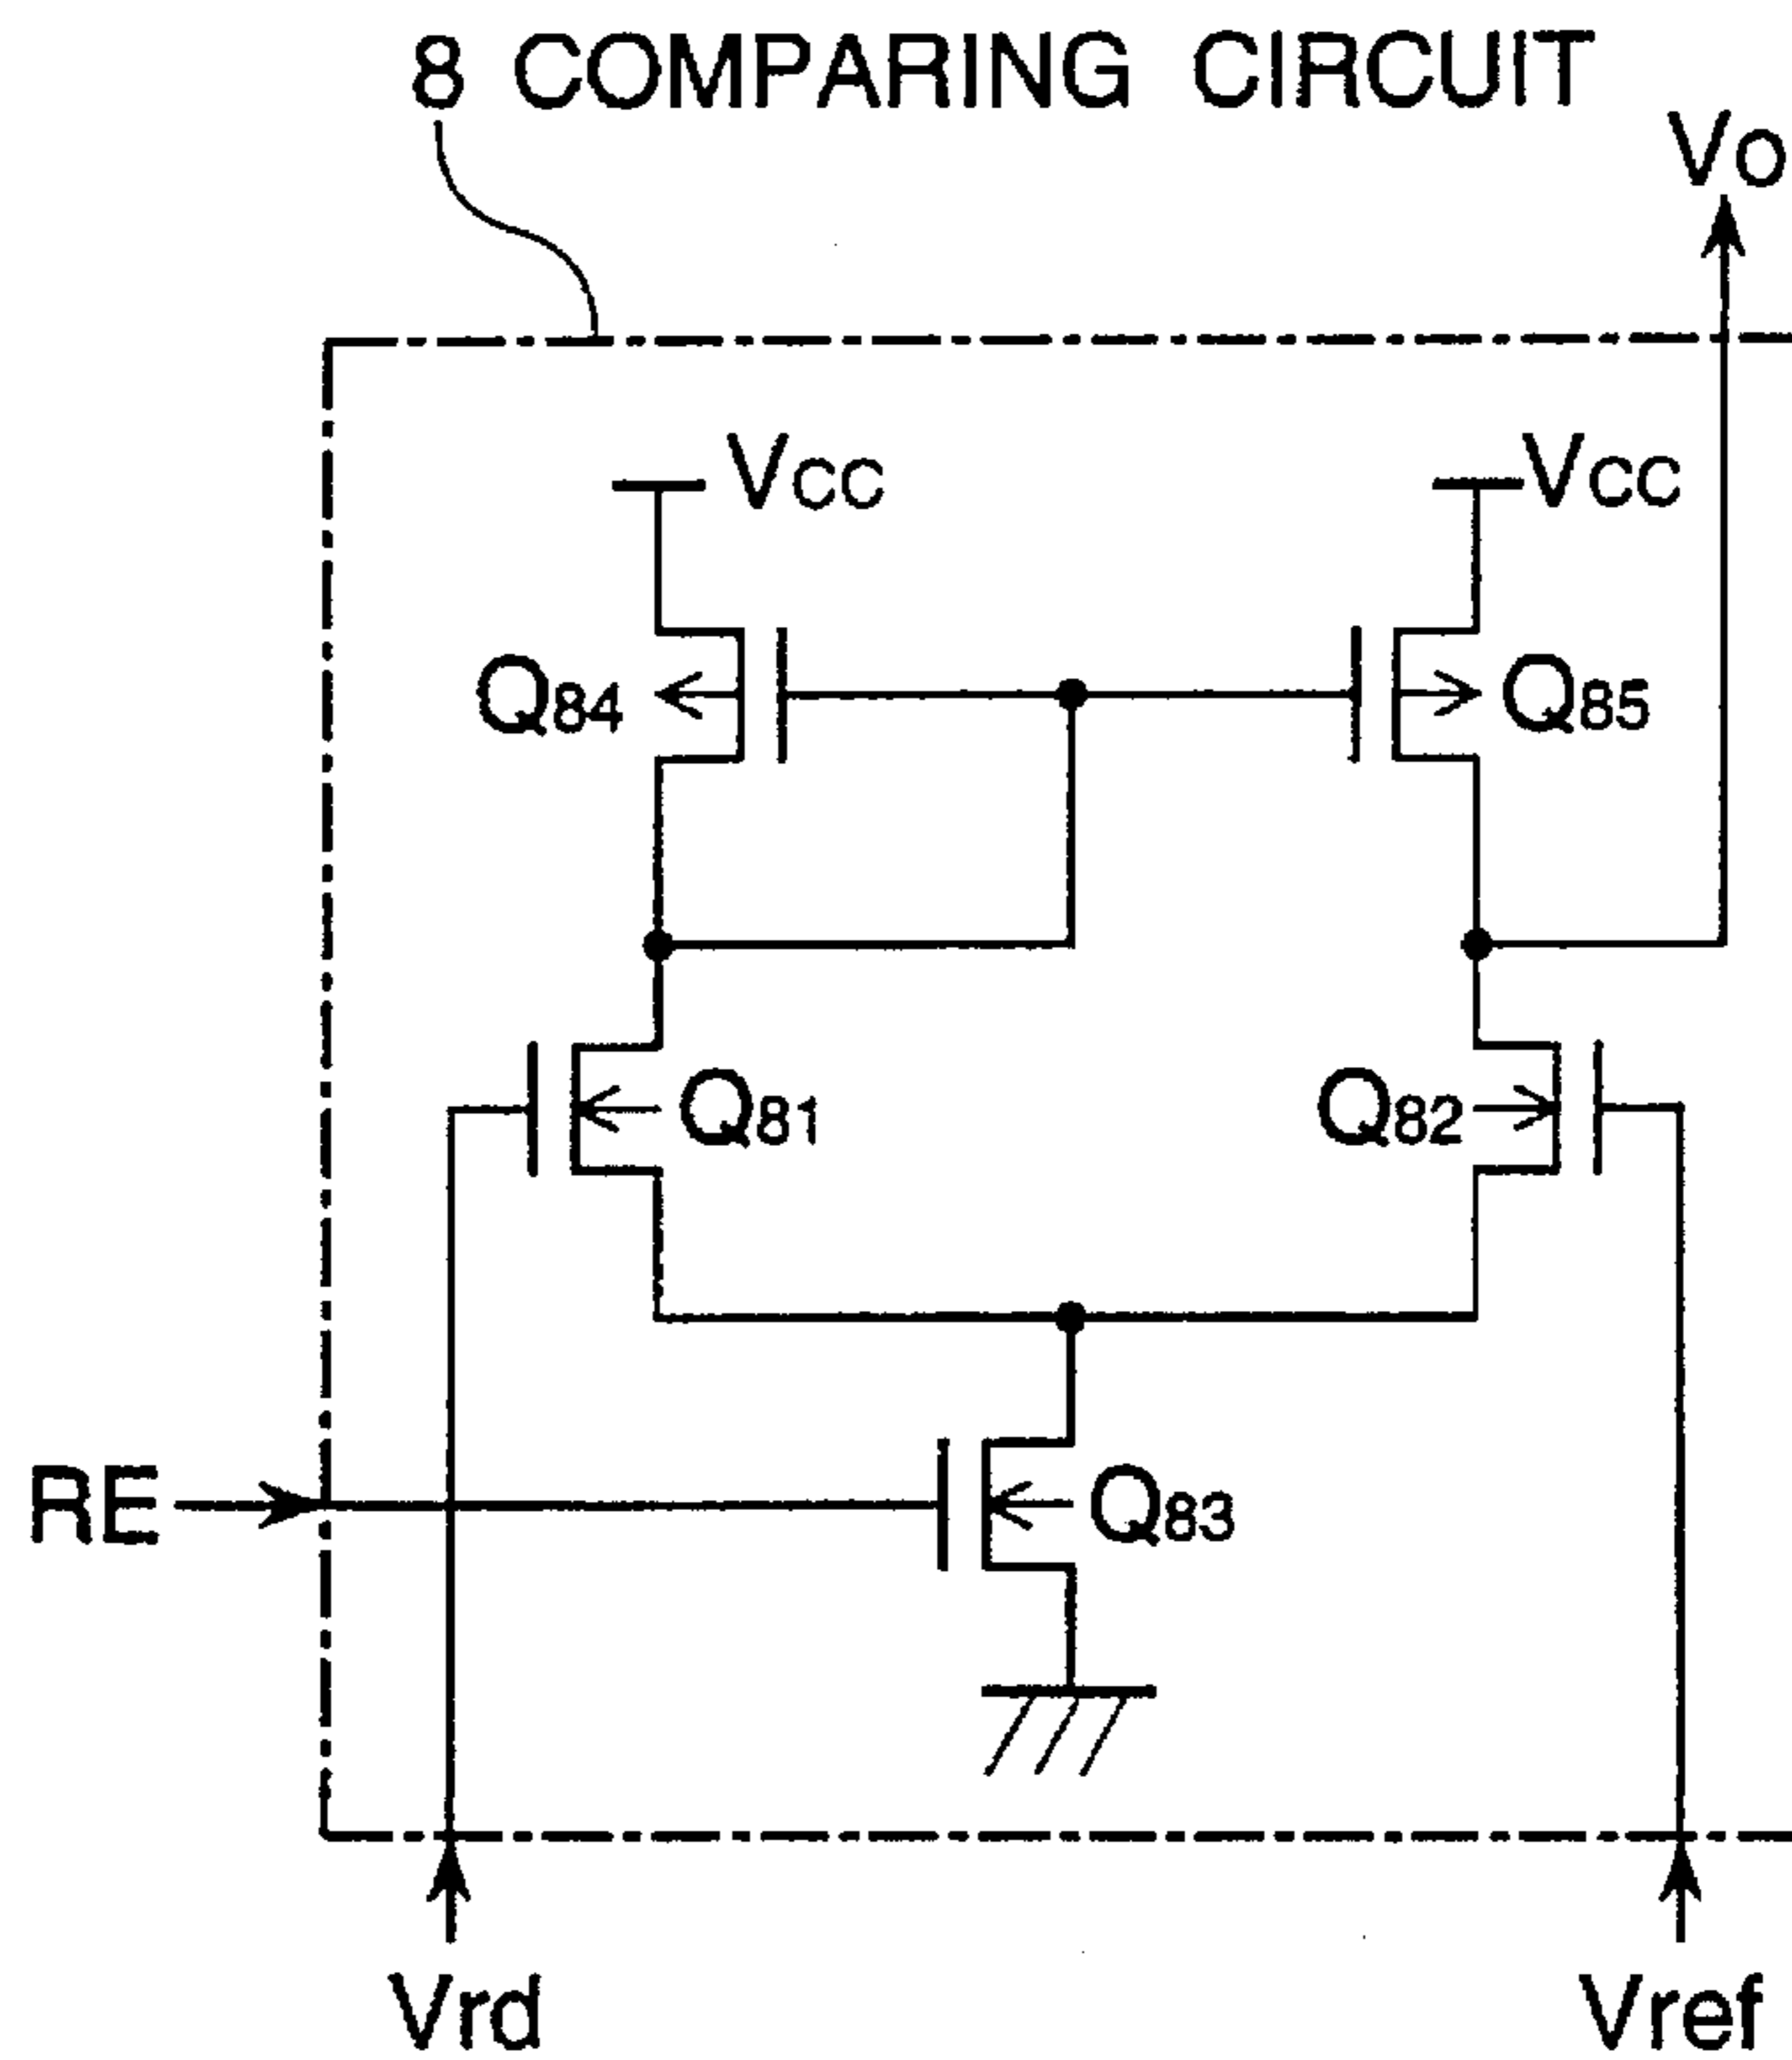 8 COMPARING CIRCUIT
Vo
Vcc Vcc
Q84 Q85
Q81 Q82
RE Q83
Vrd Vref